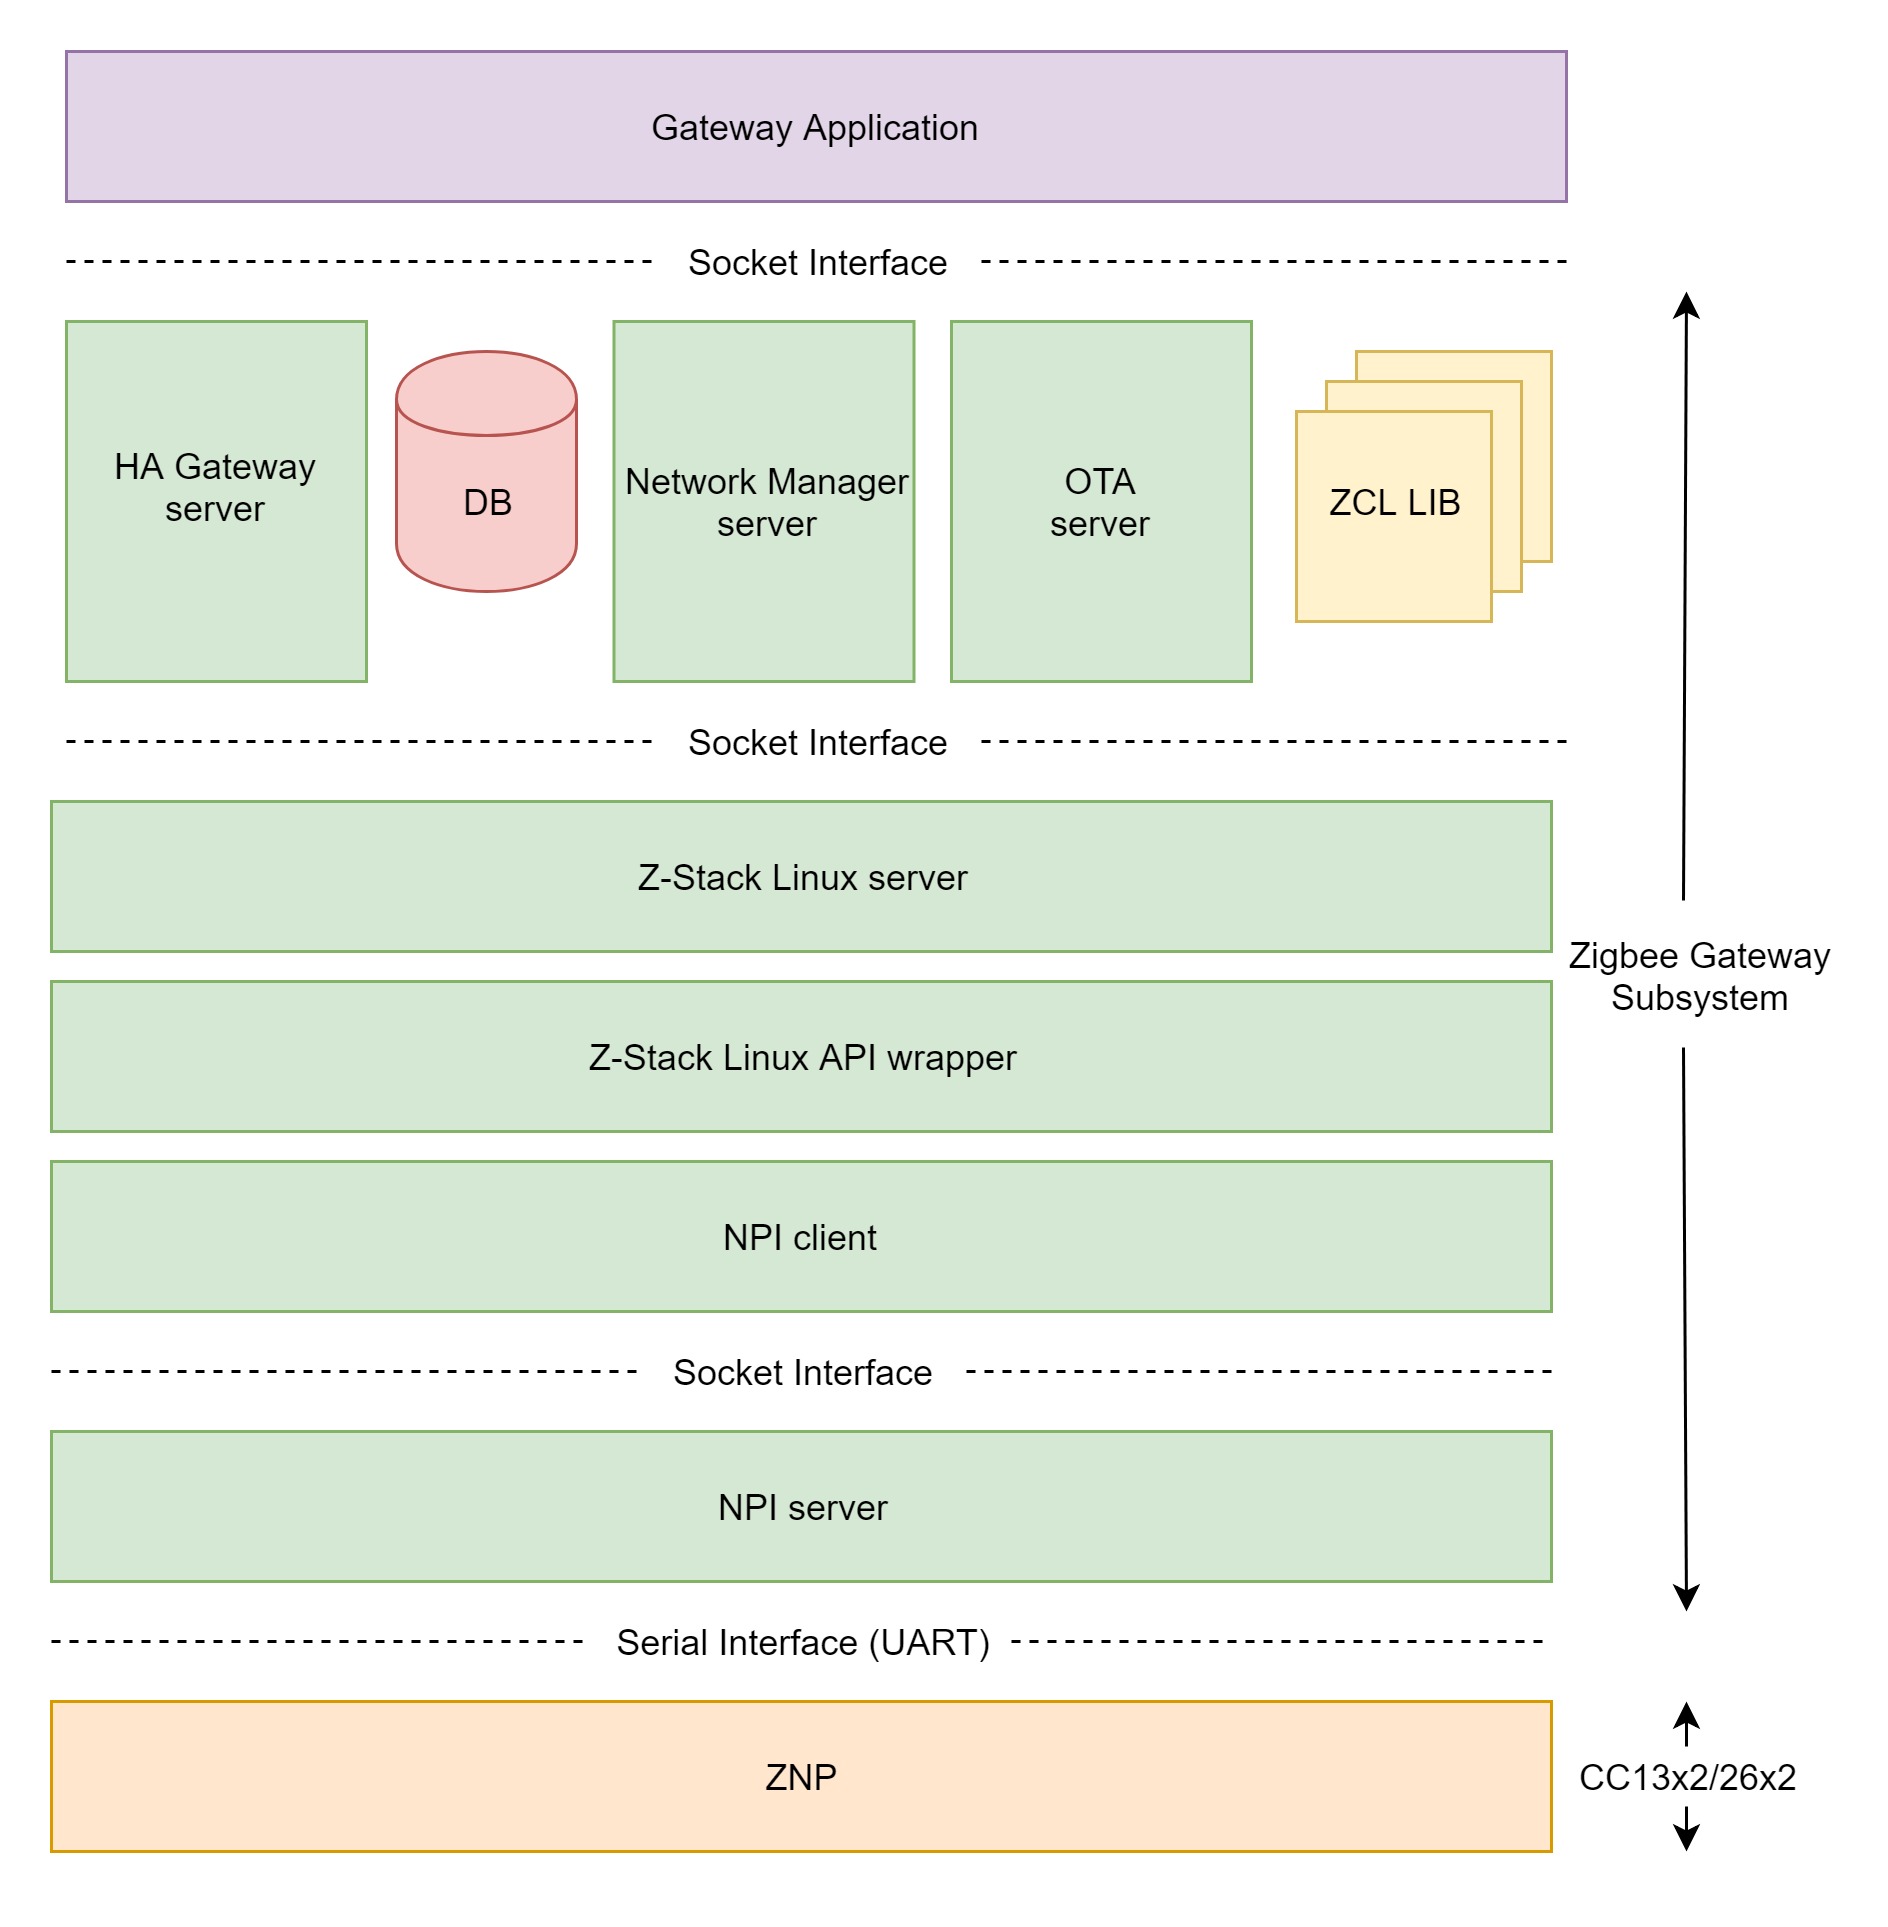 Gateway Application
Socket Interface
HA Gateway
server
DB
Network Manager
server
OTA
server
ZCL LIB
Socket Interface
Z-Stack Linux server
Zigbee Gateway
Subsystem
Z-Stack Linux API wrapper
NPI client
Socket Interface
NPI server
Serial Interface (UART)
ZNP
CC13x2/26x2